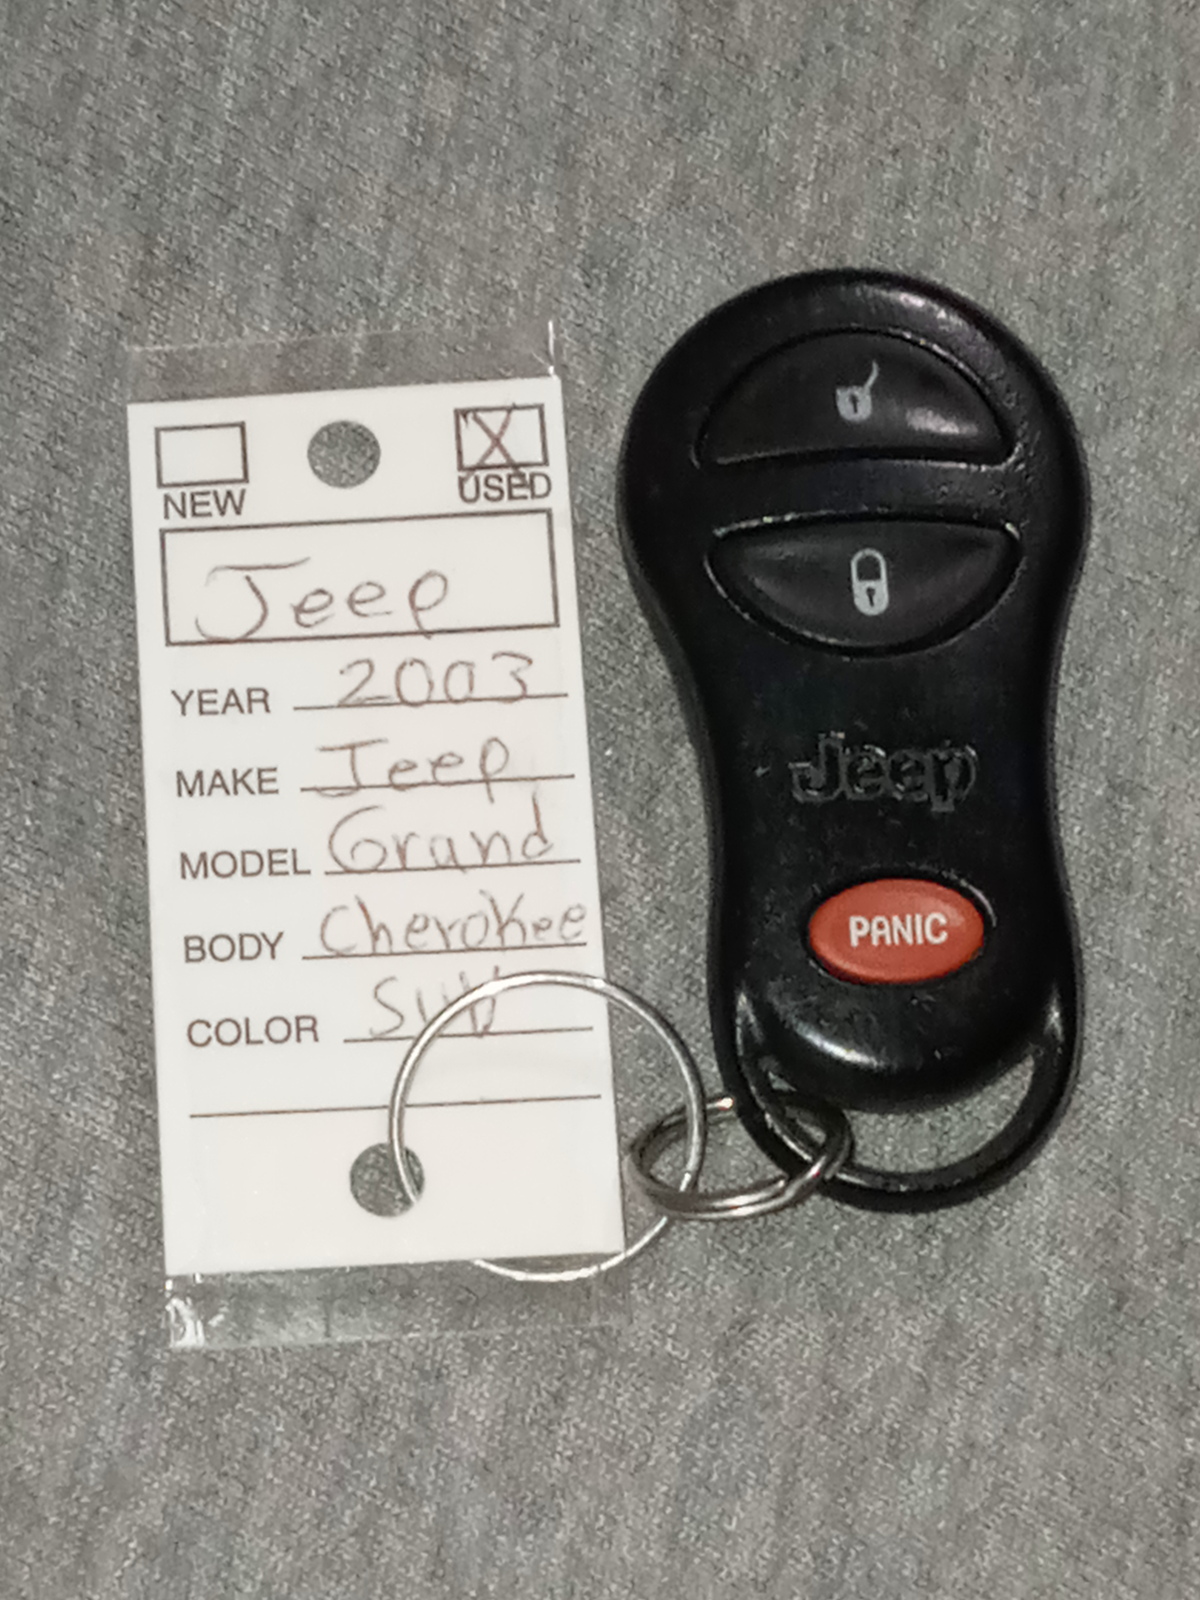 X
NEW USED
Jeep
YEAR 2003
MAKE Jeep
MODEL Grand
BODY Cherokee
COLOR SUV
Jeep
PANIC